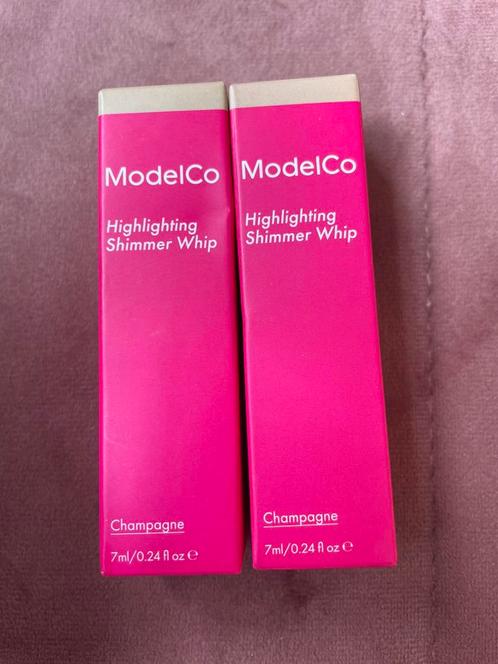 ModelCo
Highlighting
Shimmer Whip
Champagne
7ml/0.24 fl oz ℮
ModelCo
Highlighting
Shimmer Whip
Champagne
7ml/0.24 fl oz ℮